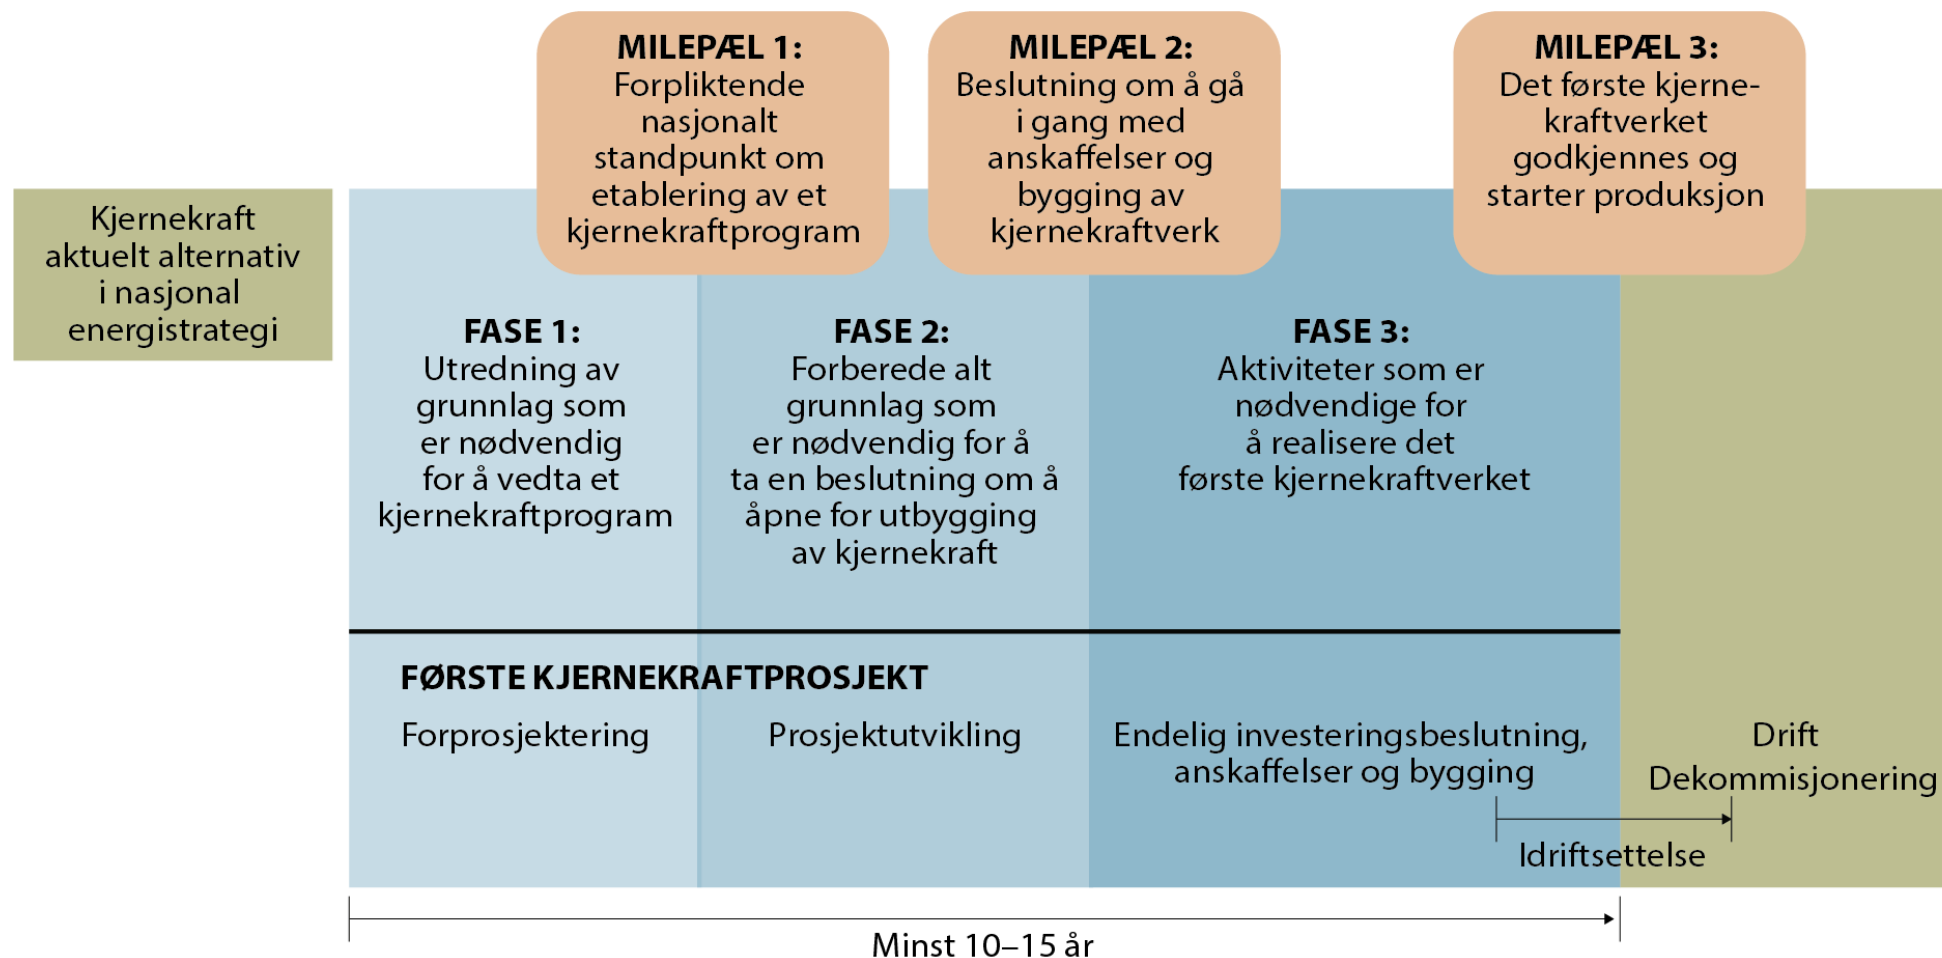 MILEPÆL 1:
Forpliktende
nasjonalt
standpunkt om
etablering av et
kjernekraftprogram
MILEPÆL 2:
Beslutning om å gå
i gang med
anskaffelser og
bygging av
kjernekraftverk
MILEPÆL 3:
Det første kjerne-
kraftverket
godkjennes og
starter produksjon
Kjernekraft
aktuelt alternativ
i nasjonal
energistrategi
FASE 1:
Utredning av
grunnlag som
er nødvendig
for å vedta et
kjernekraftprogram
FASE 2:
Forberede alt
grunnlag som
er nødvendig for å
ta en beslutning om å
åpne for utbygging
av kjernekraft
FASE 3:
Aktiviteter som er
nødvendige for
å realisere det
første kjernekraftverket
FØRSTE KJERNEKRAFTPROSJEKT
Forprosjektering
Prosjektutvikling
Endelig investeringsbeslutning,
anskaffelser og bygging
Drift
Dekommisjonering
Idriftsettelse
Minst 10–15 år